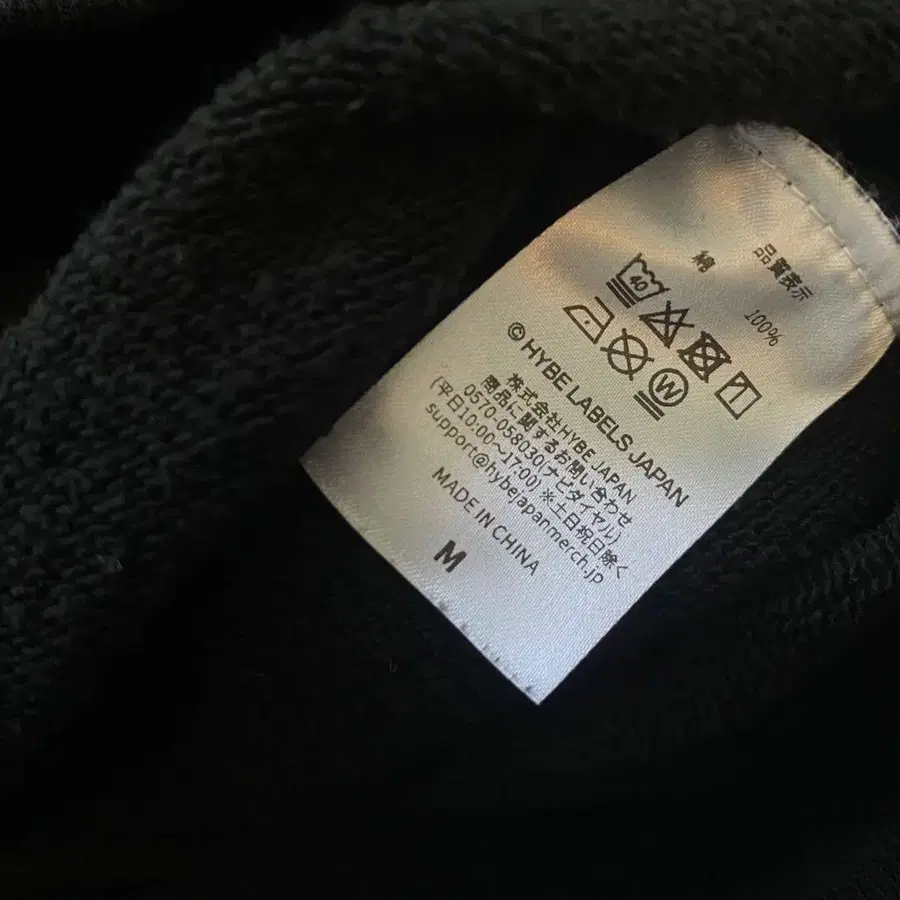 品質表示
綿 100%
40
W
© HYBE LABELS JAPAN
株式会社HYBE JAPAN
商品に関するお問い合わせ
0570-058030(ナビダイヤル)
(平日10:00～17:00) ※土日祝日除く
support@hybejapanmerch.jp
MADE IN CHINA
M